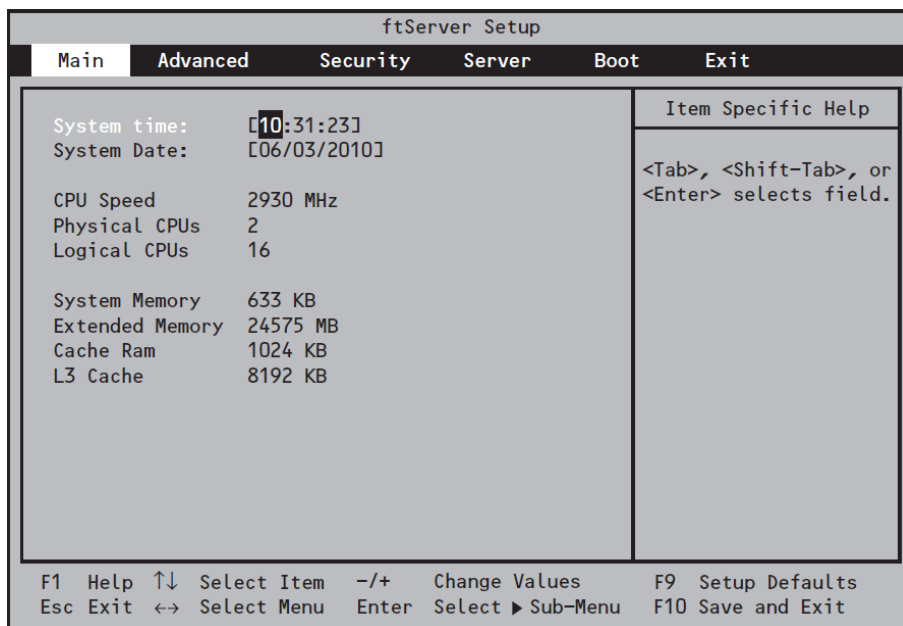 ftServer Setup
Main Advanced Security Server Boot Exit
System time: [10:31:23]
System Date: [06/03/2010]
CPU Speed 2930 MHz
Physical CPUs 2
Logical CPUs 16
System Memory 633 KB
Extended Memory 24575 MB
Cache Ram 1024 KB
L3 Cache 8192 KB
Item Specific Help
<Tab>, <Shift-Tab>, or
<Enter> selects field.
F1 Help ↑↓ Select Item -/+ Change Values F9 Setup Defaults
Esc Exit ←→ Select Menu Enter Select ▶ Sub-Menu F10 Save and Exit